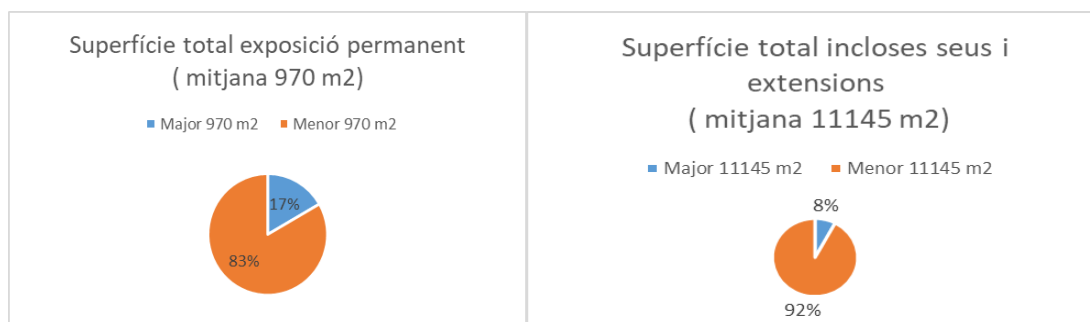 Superfície total exposició permanent
( mitjana 970 m2)
Major 970 m2 Menor 970 m2
17%
83%
Superfície total incloses seus i
extensions
( mitjana 11145 m2)
Major 11145 m2 Menor 11145 m2
8%
92%